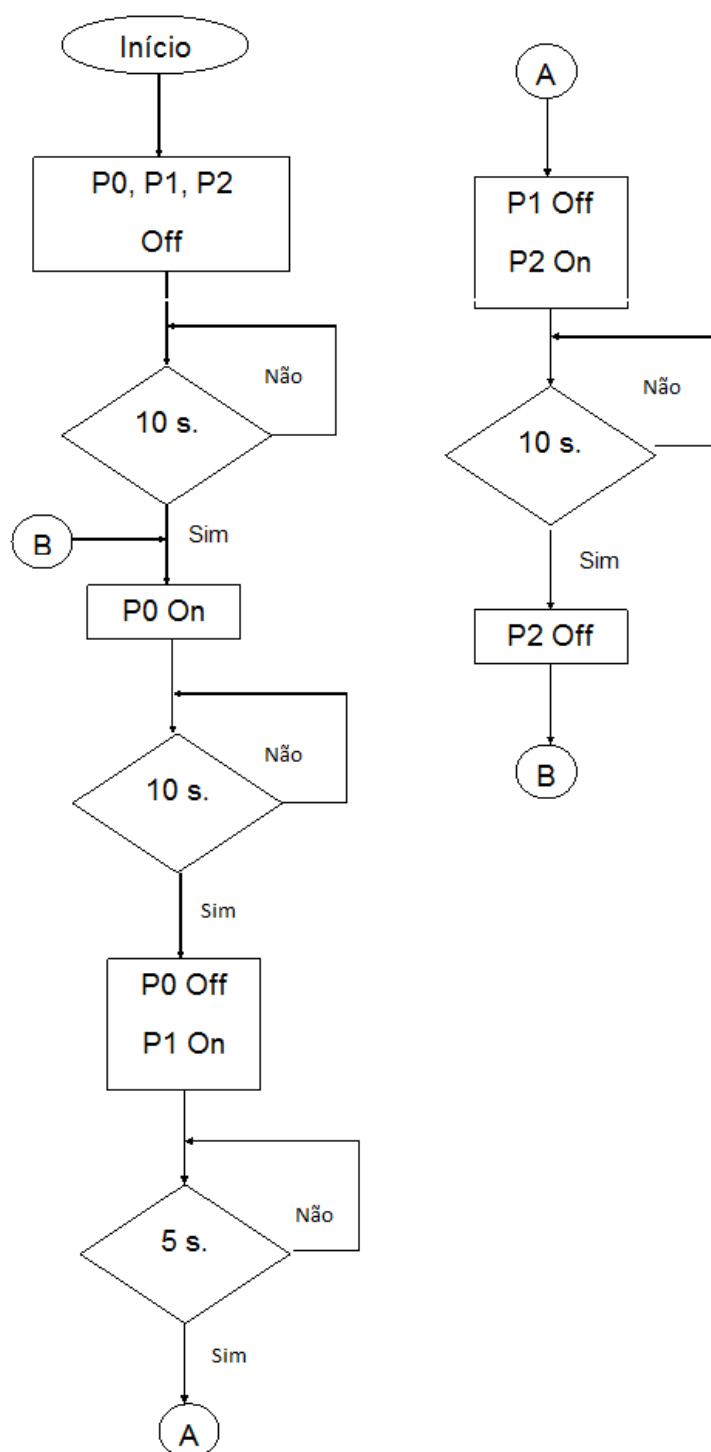 Início
P0, P1, P2
Off
Não
10 s.
B
Sim
P0 On
Não
10 s.
Sim
P0 Off
P1 On
Não
5 s.
Sim
A
A
P1 Off
P2 On
Não
10 s.
Sim
P2 Off
B